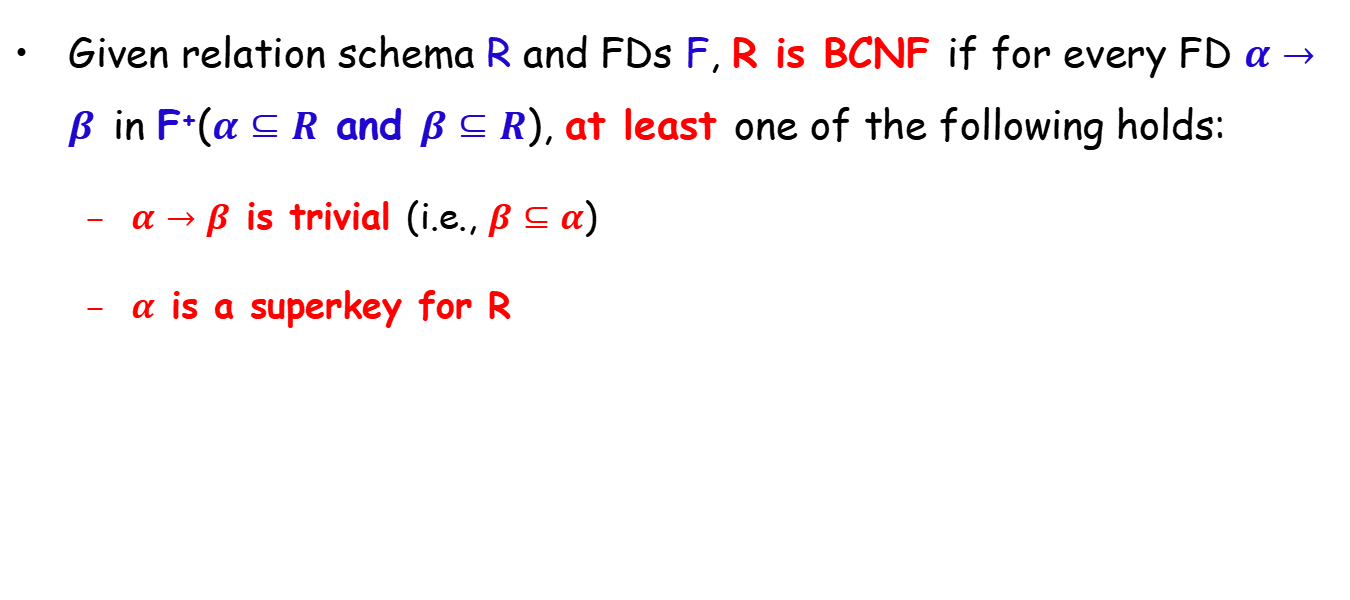 • Given relation schema R and FDs F, R is BCNF if for every FD α →
β in F⁺(α ⊆ R and β ⊆ R), at least one of the following holds:
– α → β is trivial (i.e., β ⊆ α)
– α is a superkey for R